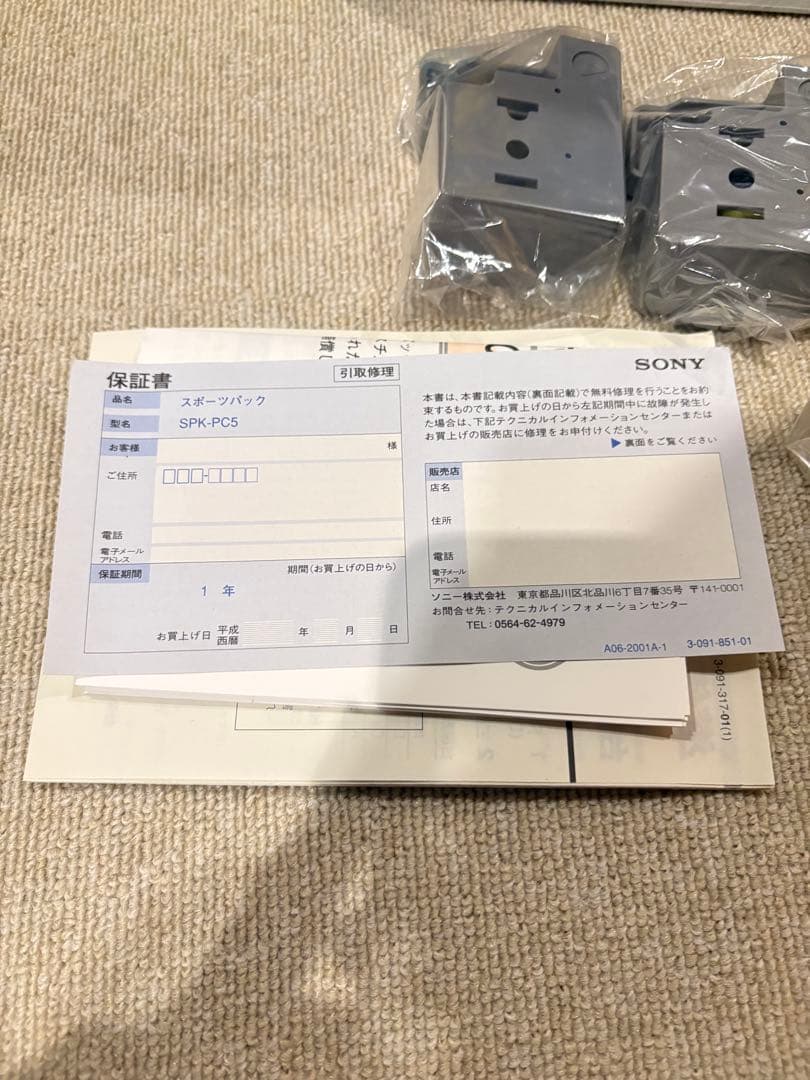 保証書
引取修理
SONY
品名 スポーツパック
型名 SPK-PC5
お客様 様
ご住所
電話
電子メール
アドレス
保証期間
期間(お買上げの日から)
1 年
お買上げ日 平成 年 月 日
西暦
本書は、本書記載内容(裏面記載)で無料修理を行うことをお約
束するものです。お買上げの日から左記期間中に故障が発生し
た場合は、下記テクニカルインフォメーションセンターまたは
お買上げの販売店に修理をお申付けください。
▶ 裏面をご覧ください
販売店
店名
住所
電話
電子メール
アドレス
ソニー株式会社 東京都品川区北品川6丁目7番35号 〒141-0001
お問合せ先:テクニカルインフォメーションセンター
TEL:0564-62-4979
A06-2001A-1 3-091-851-01
3-091-317-01(1)